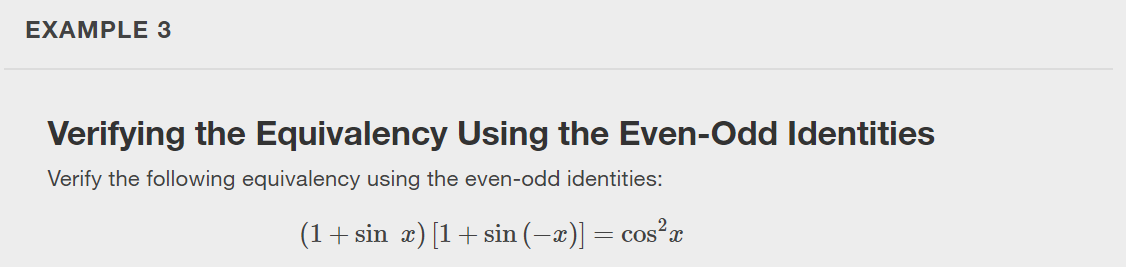 EXAMPLE 3
Verifying the Equivalency Using the Even-Odd Identities
Verify the following equivalency using the even-odd identities:
(1 + sin x) [1 + sin (−x)] = cos²x